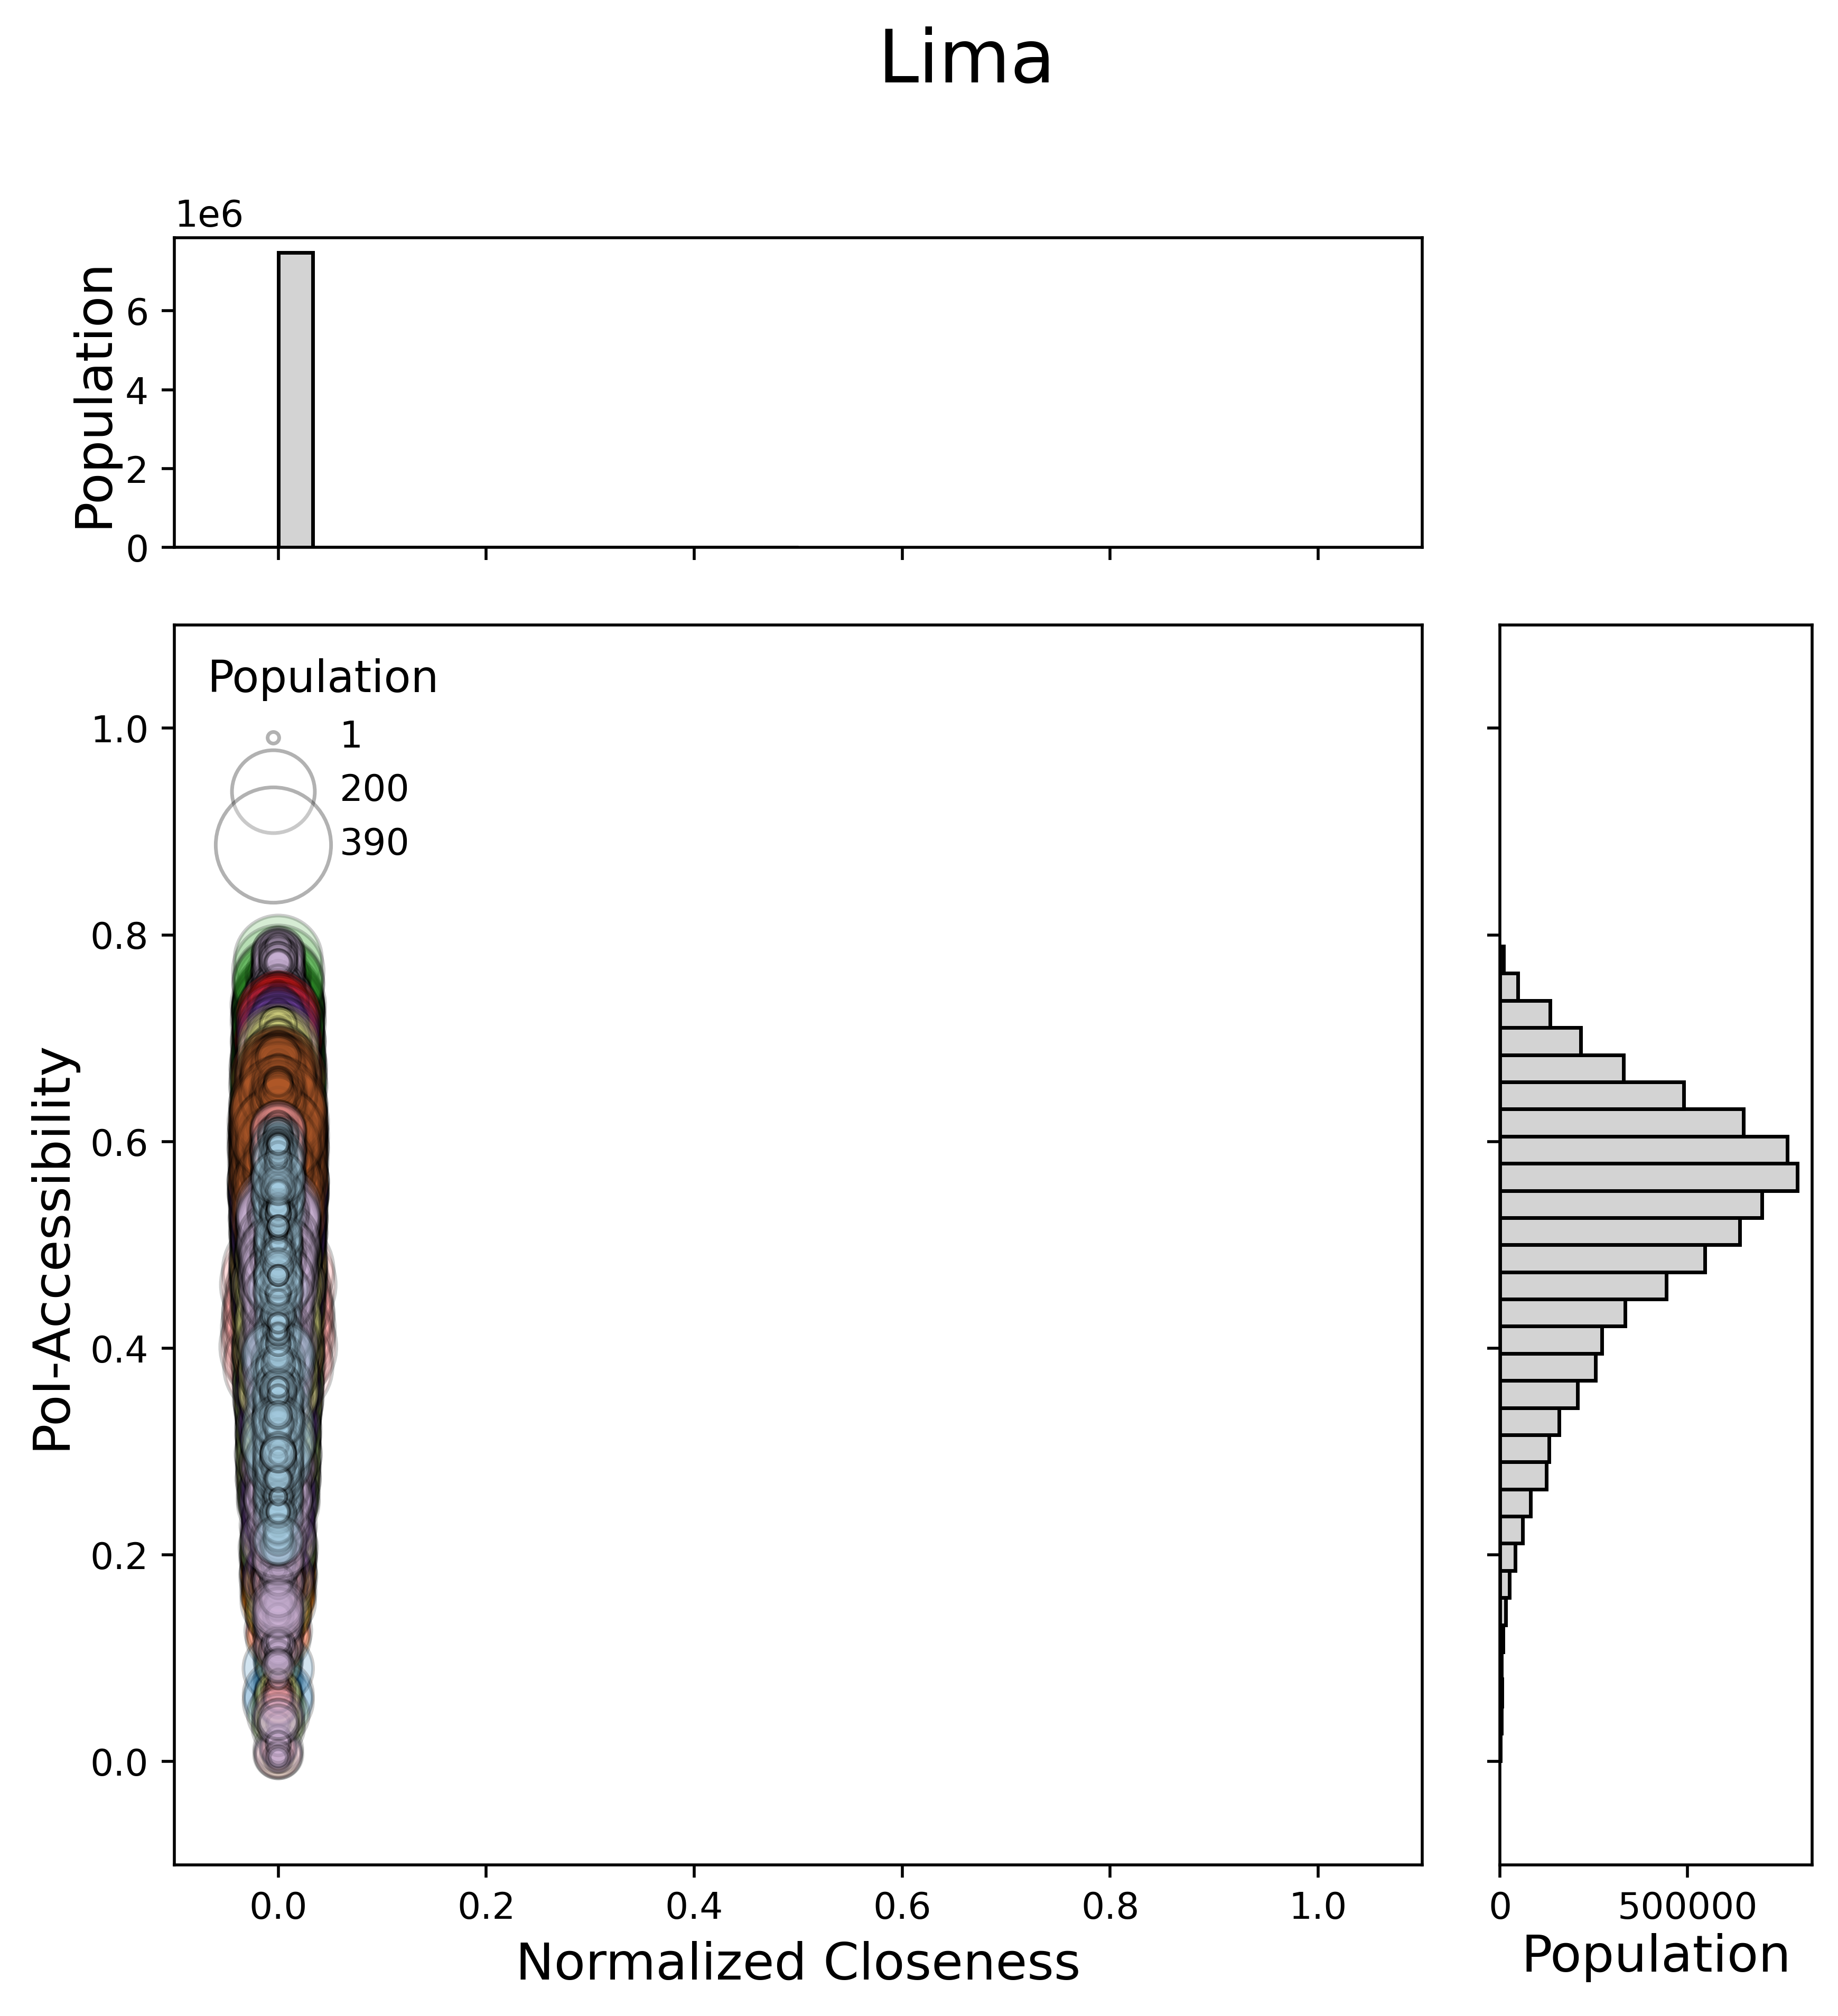 Lima
1e6
Population
6
4
2
0
Population
1
200
390
Pol-Accessibility
1.0
0.8
0.6
0.4
0.2
0.0
0.0 0.2 0.4 0.6 0.8 1.0
Normalized Closeness
0 500000
Population